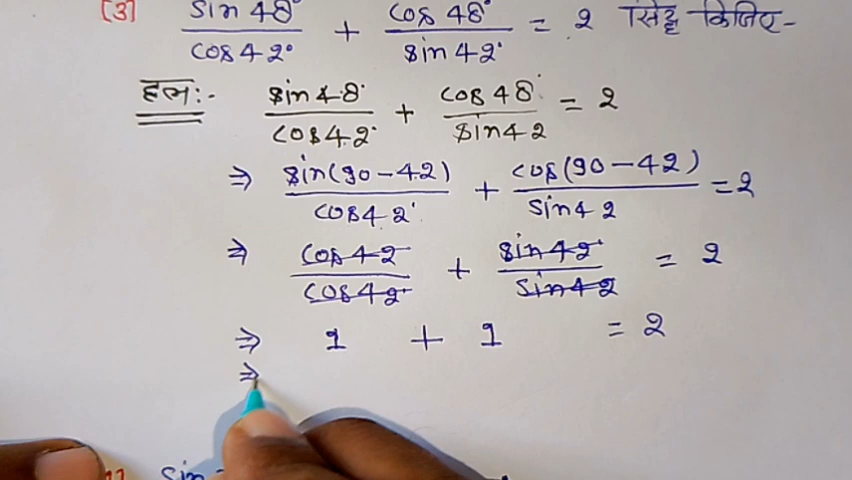 (3) sin 48° / cos 42° + cos 48° / sin 42° = 2 सिद्ध किजिए-
हल:- sin 48° / cos 42° + cos 48° / sin 42 = 2
⇒ sin(90-42) / cos 42° + cos(90-42) / sin 42 = 2
⇒ cos 42 / cos 42° + sin 42° / sin 42 = 2
⇒ 1 + 1 = 2
⇒
sin